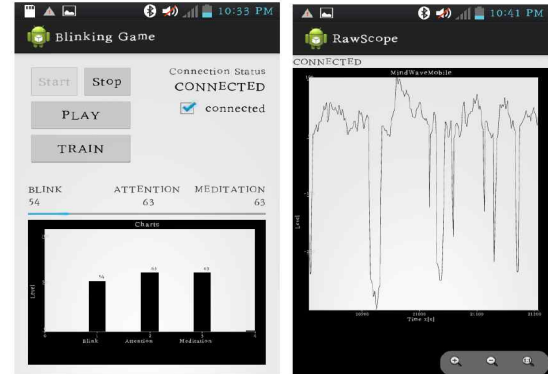 10:33 PM
Blinking Game
Start Stop
Connection Status
CONNECTED
connected
PLAY
TRAIN
BLINK ATTENTION MEDITATION
54 63 63
Charts
Level
Blink Attention Meditation
10:41 PM
RawScope
CONNECTED
MindWaveMobile
Level
Time x[s]